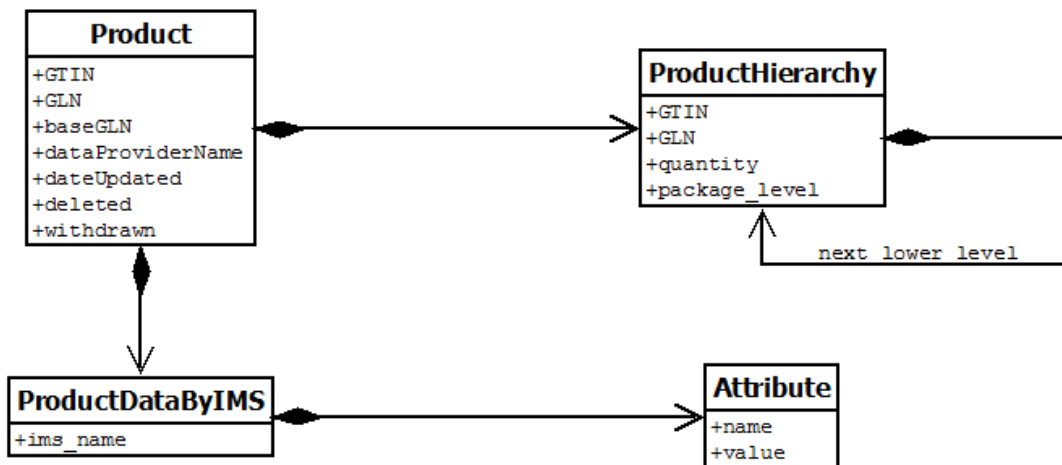 Product
+GTIN
+GLN
+baseGLN
+dataProviderName
+dateUpdated
+deleted
+withdrawn
ProductHierarchy
+GTIN
+GLN
+quantity
+package_level
next lower level
ProductDataByIMS
+ims_name
Attribute
+name
+value